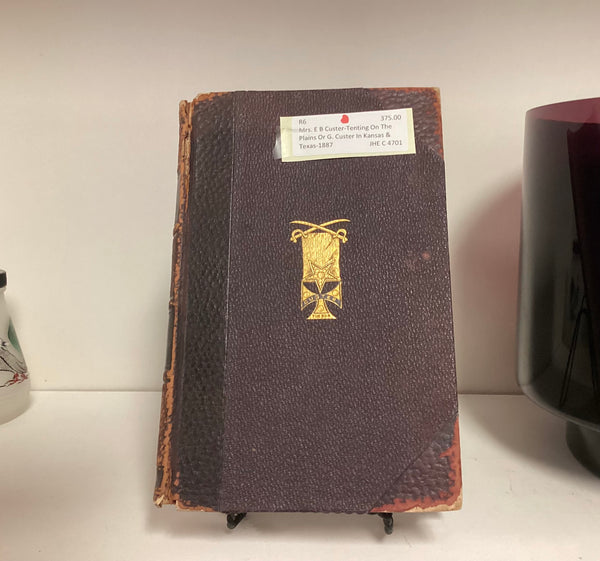 R6 375.00
Mrs. E B Custer-Tenting On The
Plains Or G. Custer In Kansas &
Texas-1887 JHE C 4701